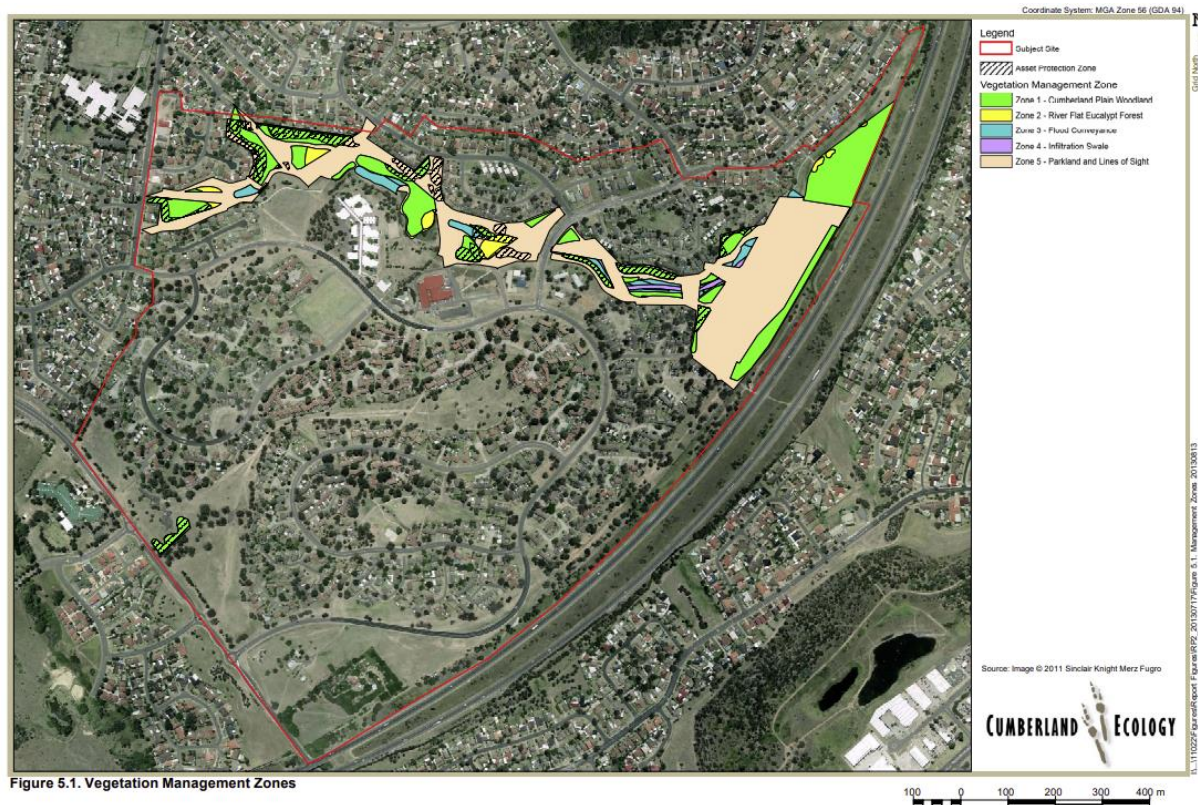 Coordinate System: MGA Zone 56 (GDA 94)
Grid North
Legend
Subject Site
Asset Protection Zone
Vegetation Management Zone
Zone 1 - Cumberland Plain Woodland
Zone 2 - River Flat Eucalypt Forest
Zone 3 - Flood Conveyance
Zone 4 - Infiltration Swale
Zone 5 - Parkland and Lines of Sight
Source: Image © 2011 Sinclair Knight Merz Fugro
CUMBERLAND ECOLOGY
Figure 5.1. Vegetation Management Zones
100 0 100 200 300 400 m